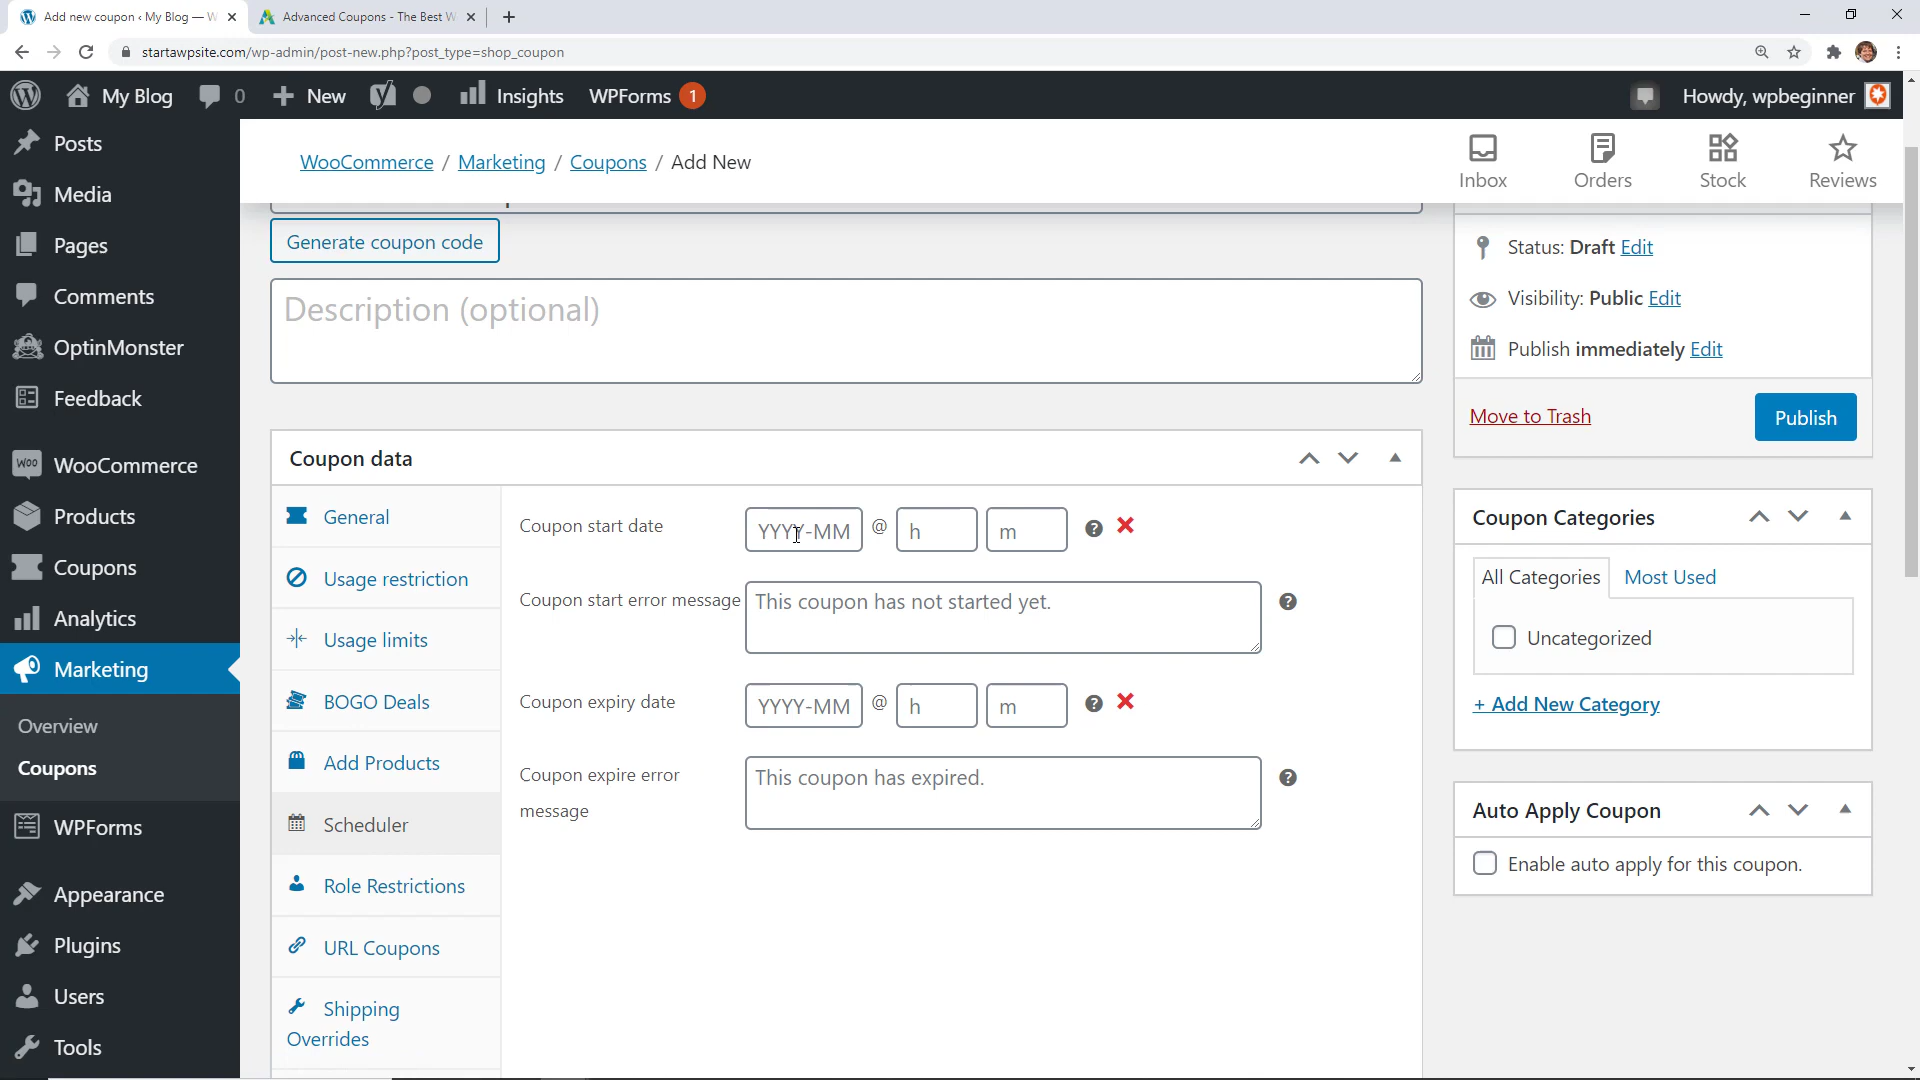 Add new coupon ‹ My Blog — W
Advanced Coupons - The Best W
startawpsite.com/wp-admin/post-new.php?post_type=shop_coupon
My Blog
0
New
Insights
WPForms
1
Howdy, wpbeginner
Posts
Media
Pages
Comments
OptinMonster
Feedback
WooCommerce
Products
Coupons
Analytics
Marketing
Overview
Coupons
WPForms
Appearance
Plugins
Users
Tools
WooCommerce / Marketing / Coupons / Add New
Inbox
Orders
Stock
Reviews
Generate coupon code
Description (optional)
Coupon data
General
Usage restriction
Usage limits
BOGO Deals
Add Products
Scheduler
Role Restrictions
URL Coupons
Shipping
Overrides
Coupon start date
YYYY-MM @ h m
Coupon start error message
This coupon has not started yet.
Coupon expiry date
YYYY-MM @ h m
Coupon expire error
message
This coupon has expired.
Status: Draft Edit
Visibility: Public Edit
Publish immediately Edit
Move to Trash
Publish
Coupon Categories
All Categories
Most Used
Uncategorized
+ Add New Category
Auto Apply Coupon
Enable auto apply for this coupon.